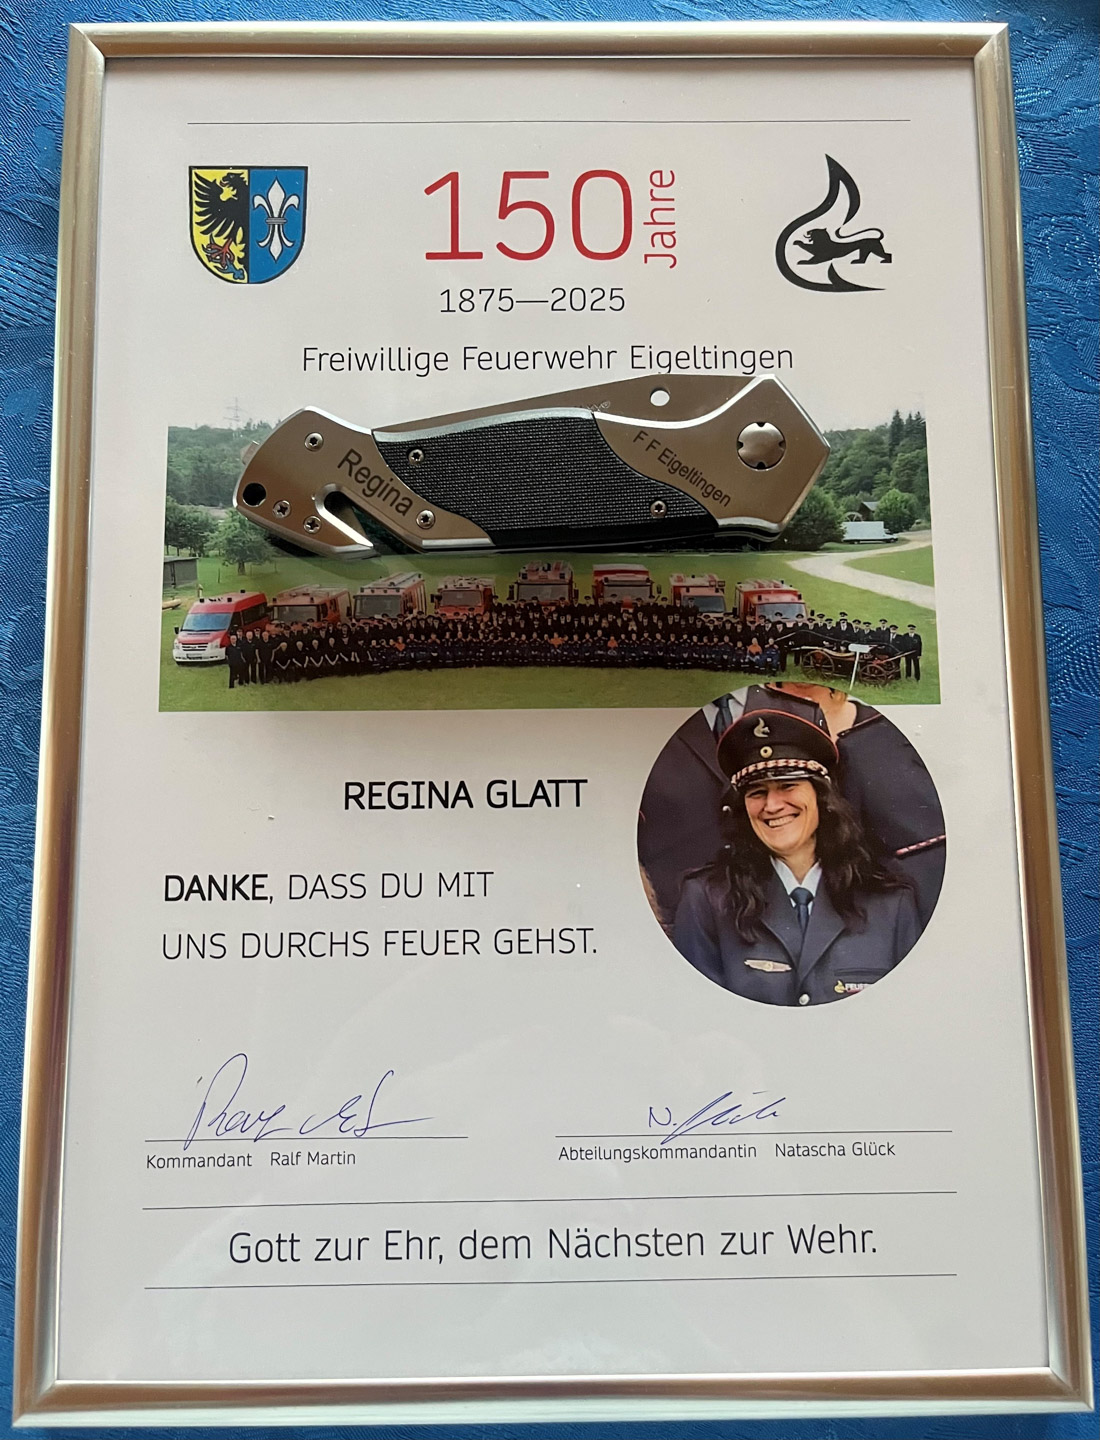 150 Jahre
1875—2025
Freiwillige Feuerwehr Eigeltingen
Regina
F F Eigeltingen
REGINA GLATT
DANKE, DASS DU MIT
UNS DURCHS FEUER GEHST.
N.
Kommandant Ralf Martin
Abteilungskommandantin Natascha Glück
Gott zur Ehr, dem Nächsten zur Wehr.